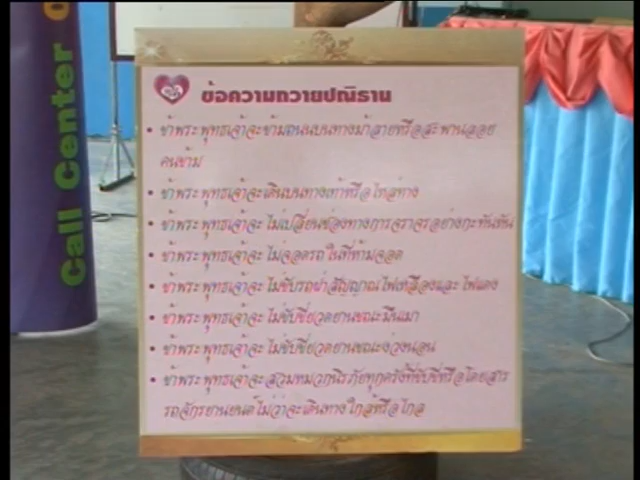 Call Center
ข้อความถวายปณิธาน
• ข้าพระพุทธเจ้าจะข้ามถนนบนทางม้าลายหรือสะพานลอย
คนข้าม
• ข้าพระพุทธเจ้าจะเดินบนทางเท้าหรือไหล่ทาง
• ข้าพระพุทธเจ้าจะไม่เปลี่ยนช่องทางการจราจรอย่างกะทันหัน
• ข้าพระพุทธเจ้าจะไม่จอดรถในที่ห้ามจอด
• ข้าพระพุทธเจ้าจะไม่ขับรถฝ่าสัญญาณไฟเหลืองและไฟแดง
• ข้าพระพุทธเจ้าจะไม่ขับขี่ยวดยานขณะมึนเมา
• ข้าพระพุทธเจ้าจะไม่ขับขี่ยวดยานขณะง่วงนอน
• ข้าพระพุทธเจ้าจะสวมหมวกนิรภัยทุกครั้งที่ขับขี่หรือโดยสาร
รถจักรยานยนต์ไม่ว่าจะเดินทางใกล้หรือไกล